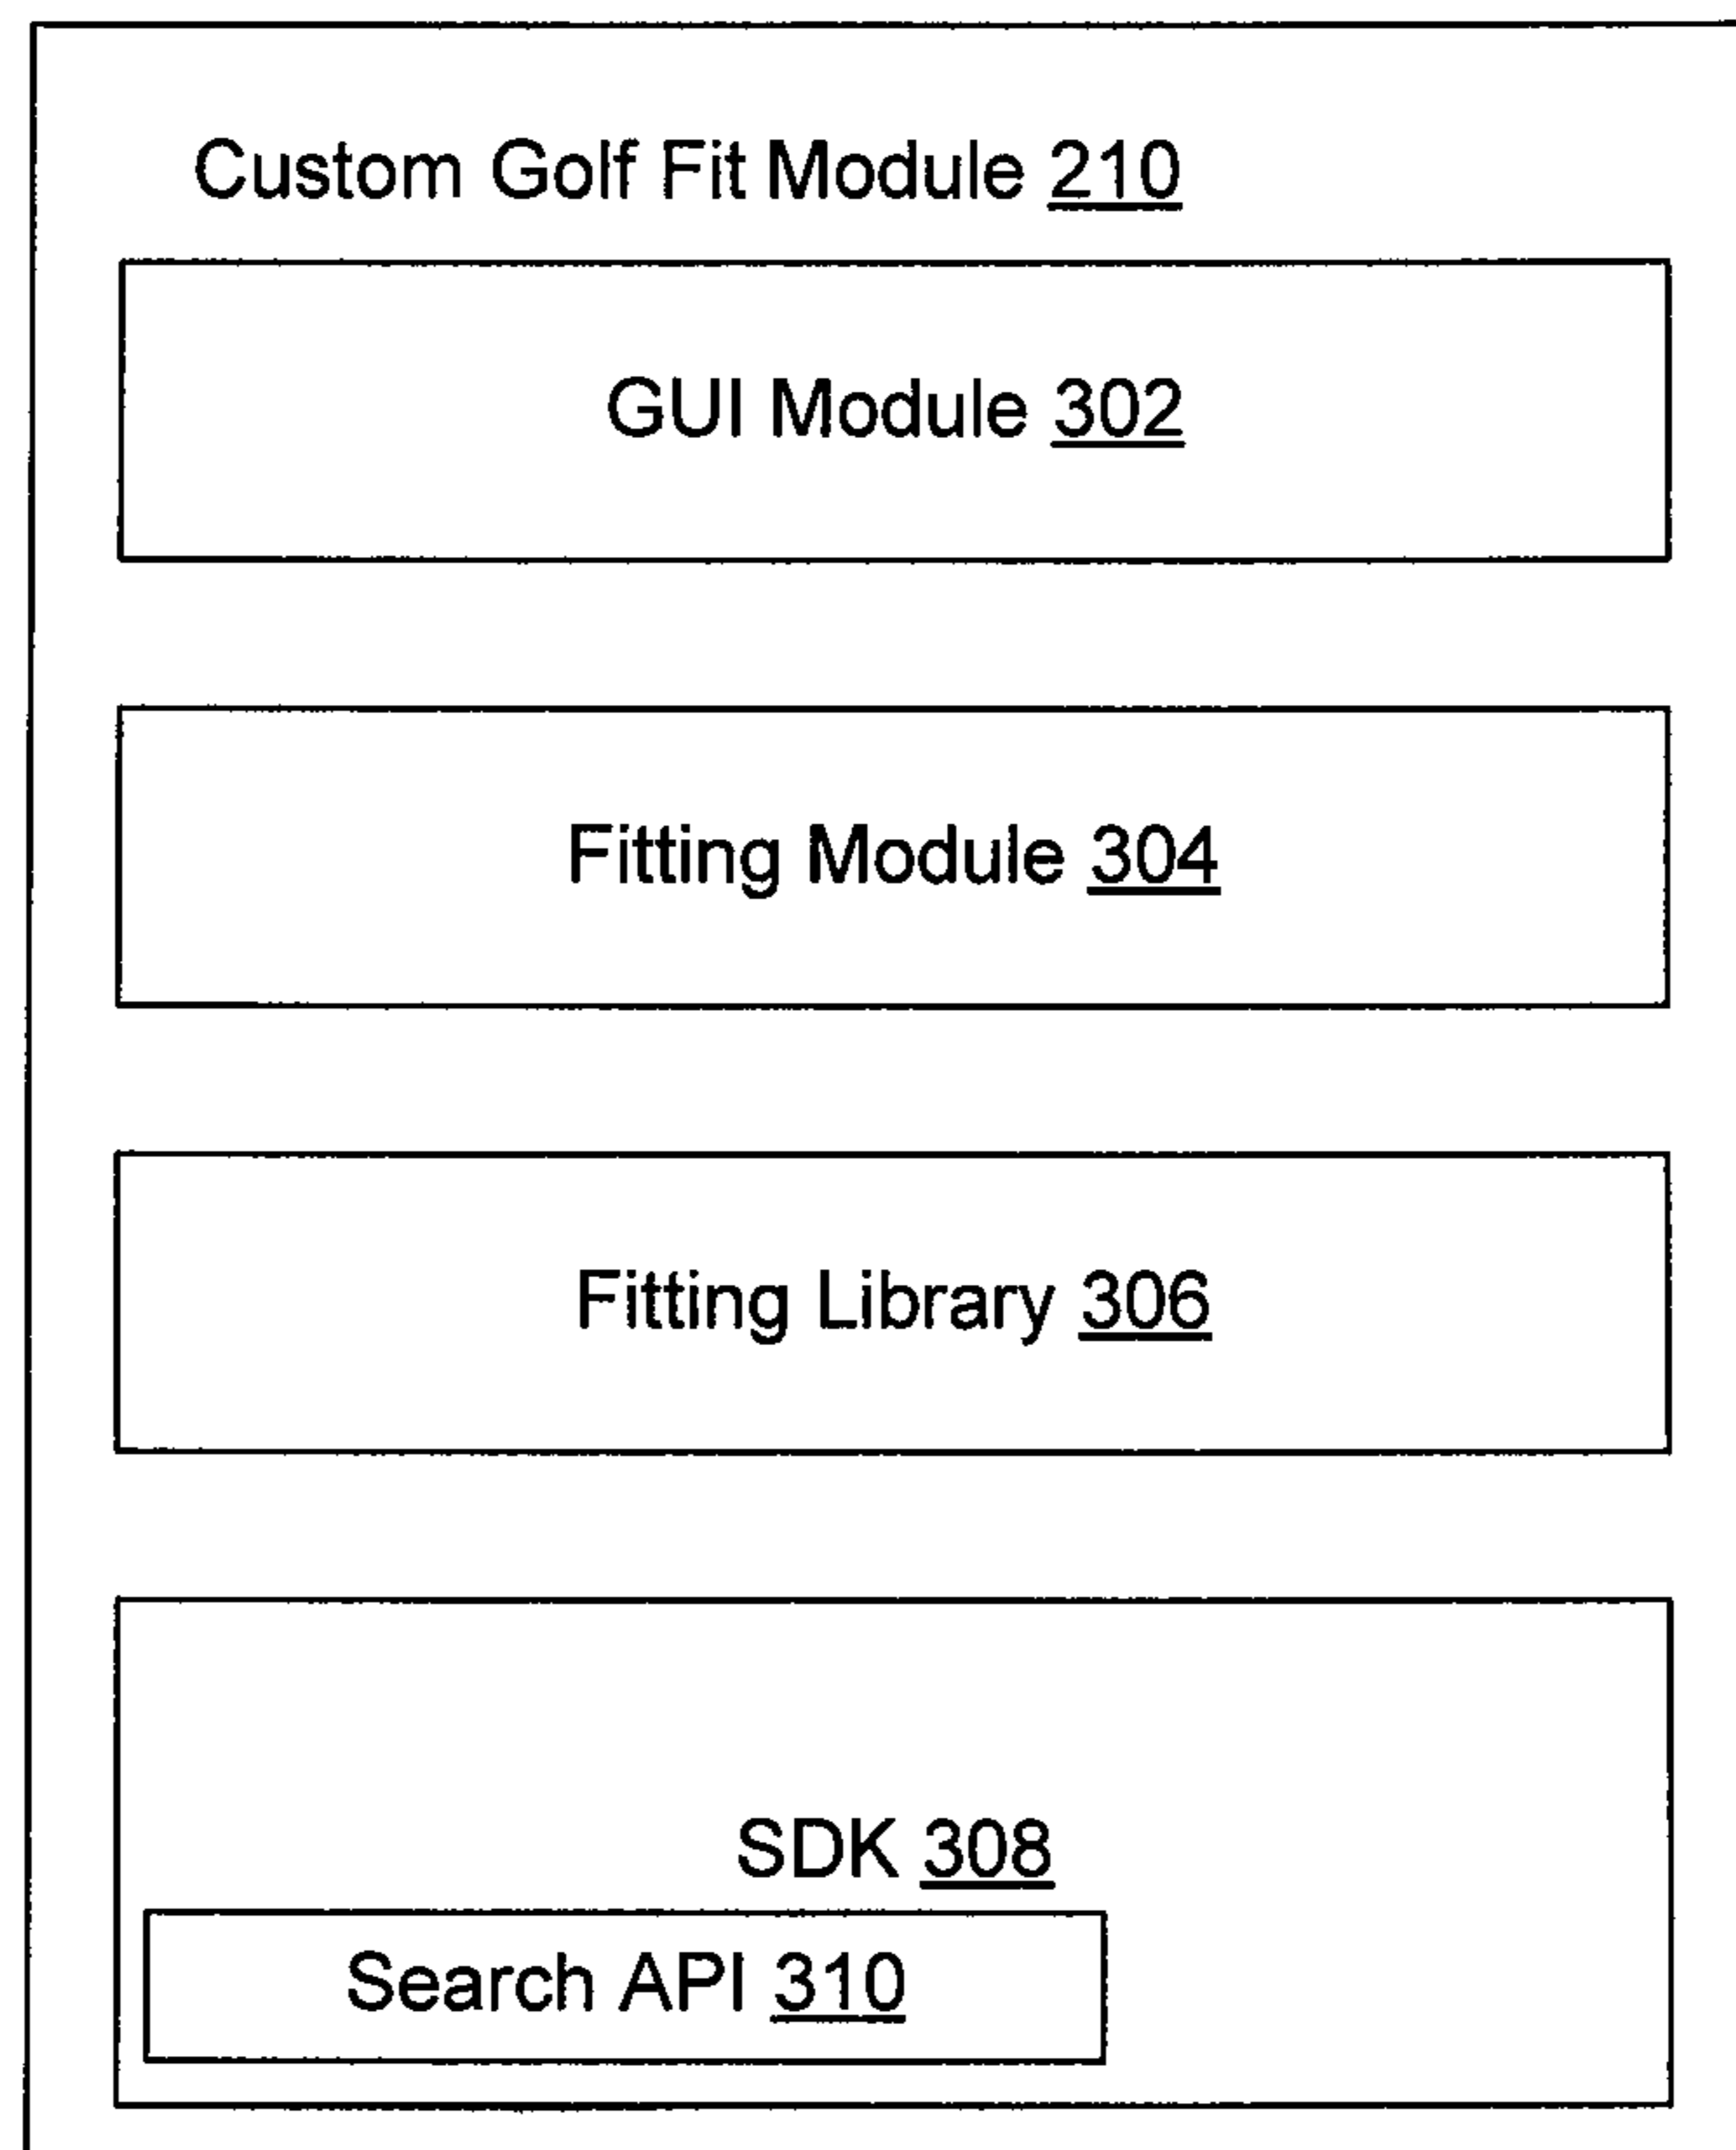 Custom Golf Fit Module 210
GUI Module 302
Fitting Module 304
Fitting Library 306
SDK 308
Search API 310